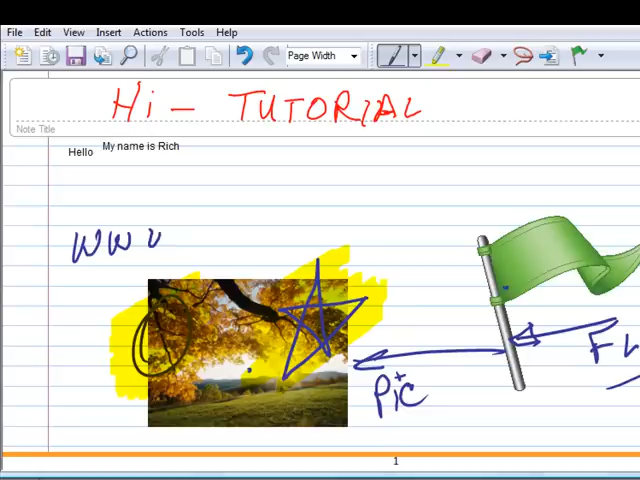 File Edit View Insert Actions Tools Help
Page Width
Hi - TUTORIAL
Note Title
Hello My name is Rich
WW
Pic
1